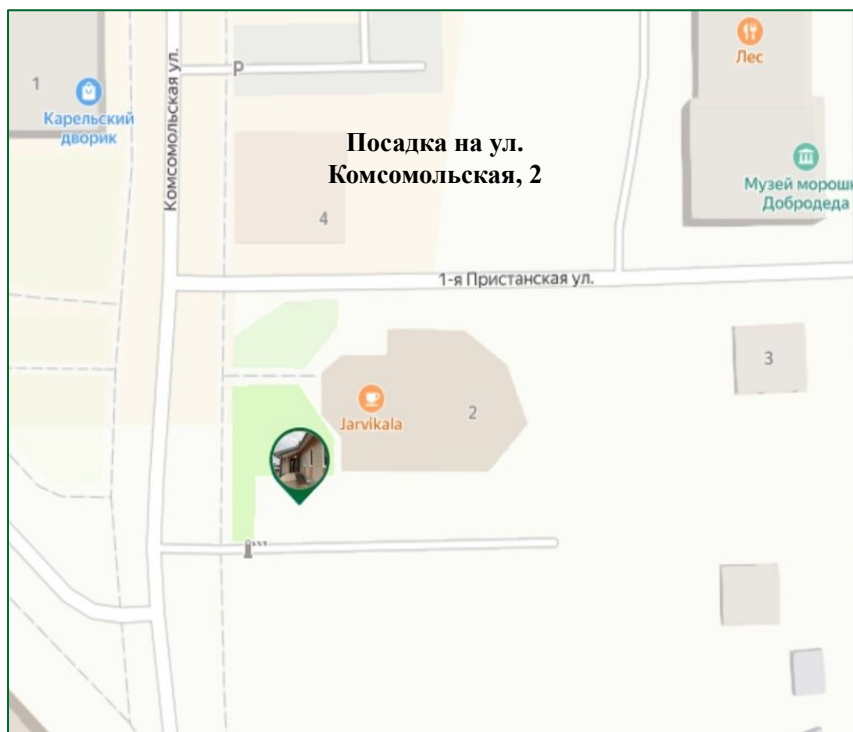 Лес
1
Карельский
дворик
Комсомольская ул.
P
Посадка на ул.
Комсомольская, 2
4
Музей морошк
Добродеда
1-я Пристанская ул.
3
Jarvikala
2